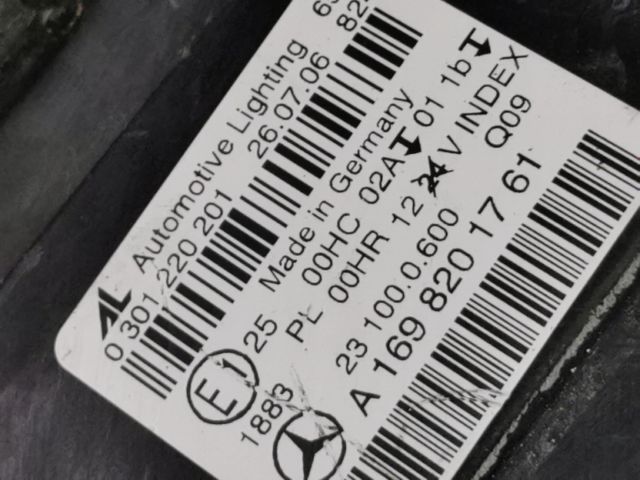 AL Automotive Lighting
0 301 220 201 26.07.06
E1 25 Made in Germany
1883
00HC 02A 01 1b
PL 00HR 12 24 V INDEX
23 100.0.600 Q09
A 169 820 17 61